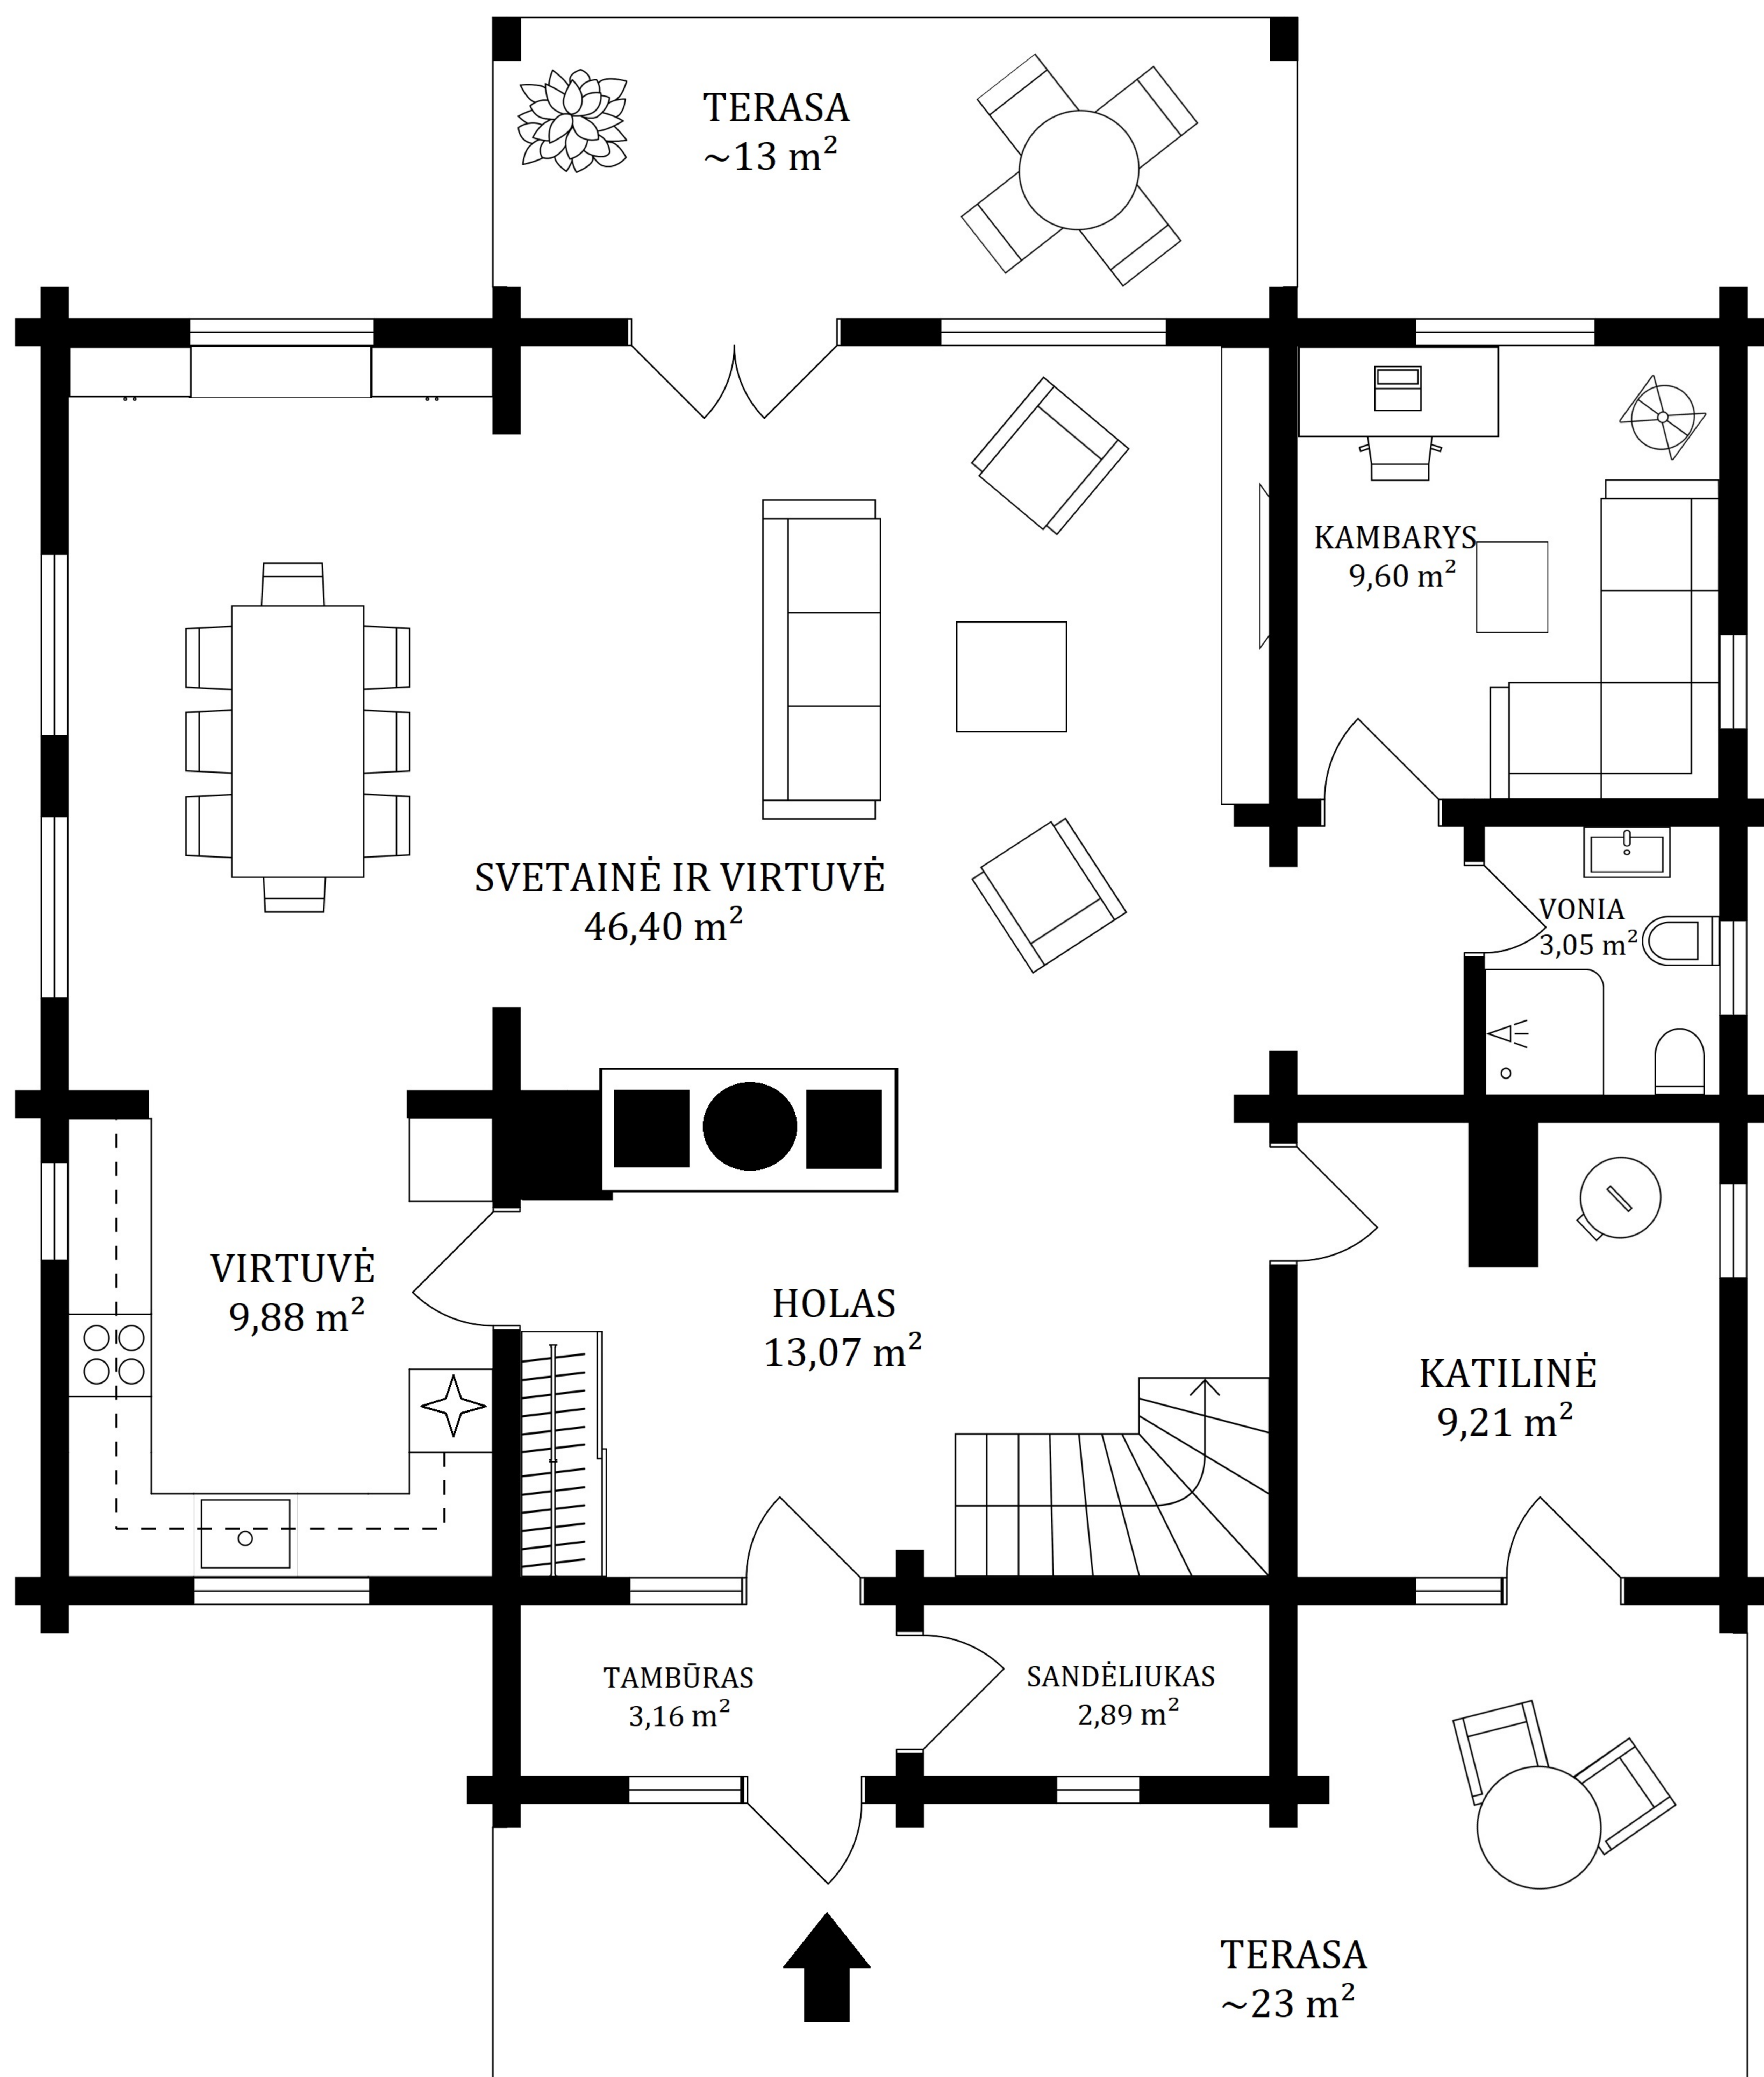 TERASA
~13 m²
KAMBARYS
9,60 m²
SVETAINĖ IR VIRTUVĖ
46,40 m²
VONIA
3,05 m²
VIRTUVĖ
9,88 m²
HOLAS
13,07 m²
KATILINĖ
9,21 m²
TAMBŪRAS
3,16 m²
SANDĖLIUKAS
2,89 m²
TERASA
~23 m²